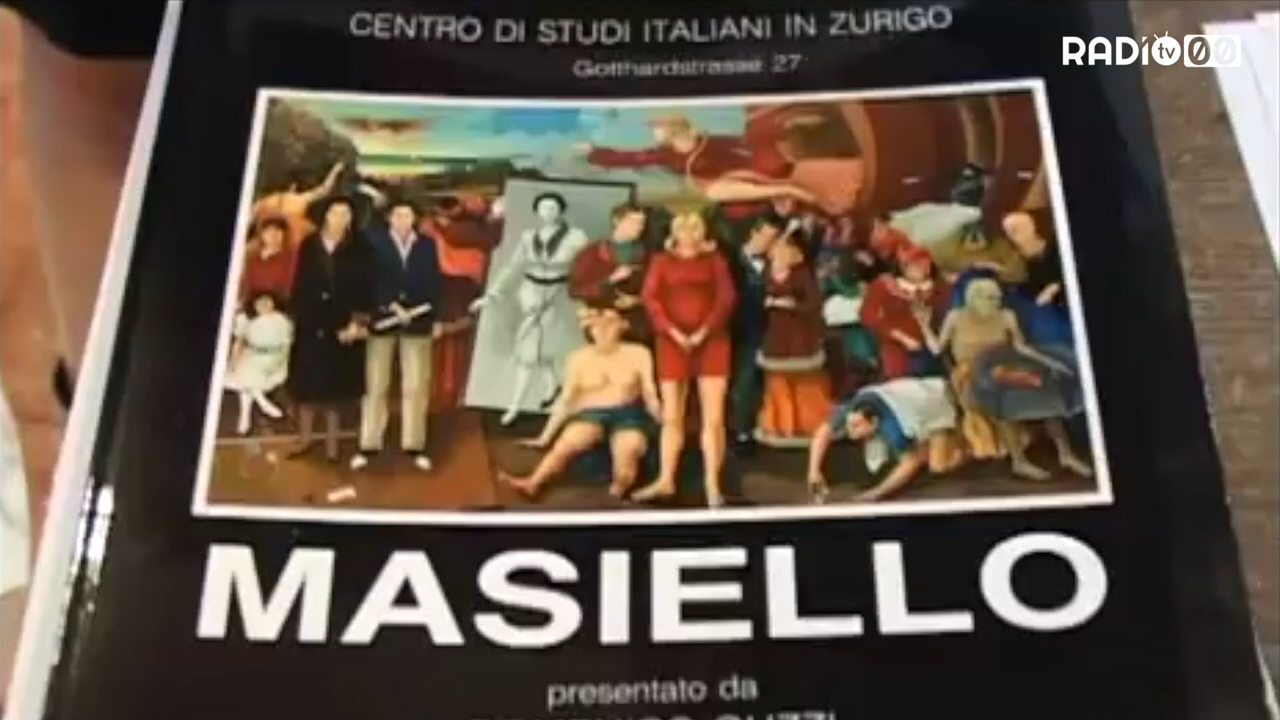 CENTRO DI STUDI ITALIANI IN ZURIGO
Gotthardstrasse 27
RADIO tv 00
MASIELLO
presentato da